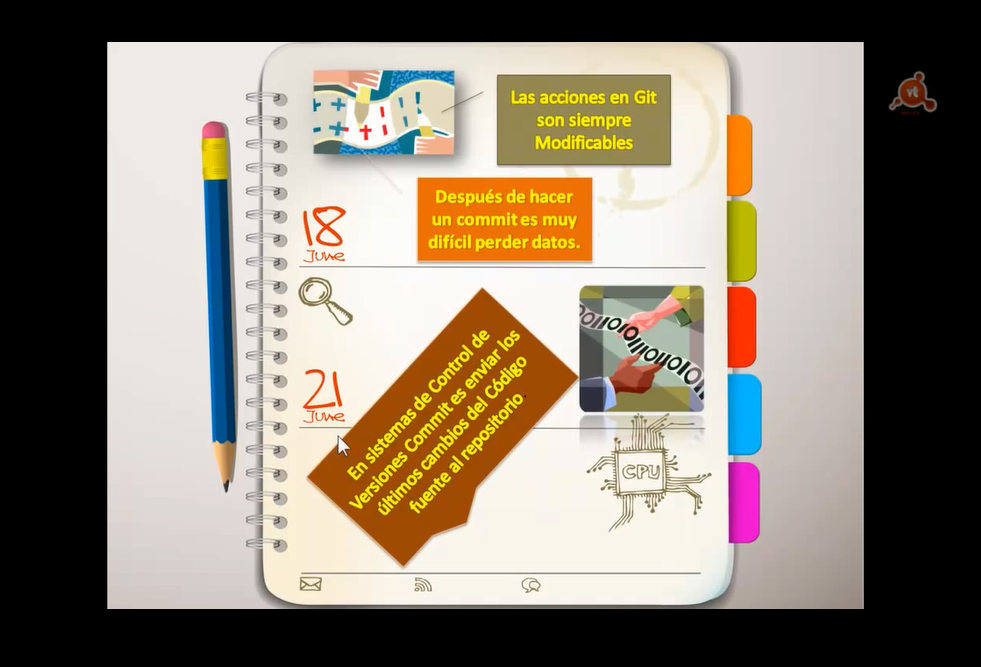 Las acciones en Git
son siempre
Modificables
Después de hacer
un commit es muy
difícil perder datos.
18
June
21
June
En sistemas de Control de
Versiones Commit es enviar los
últimos cambios del Código
fuente al repositorio.
CPU
vt